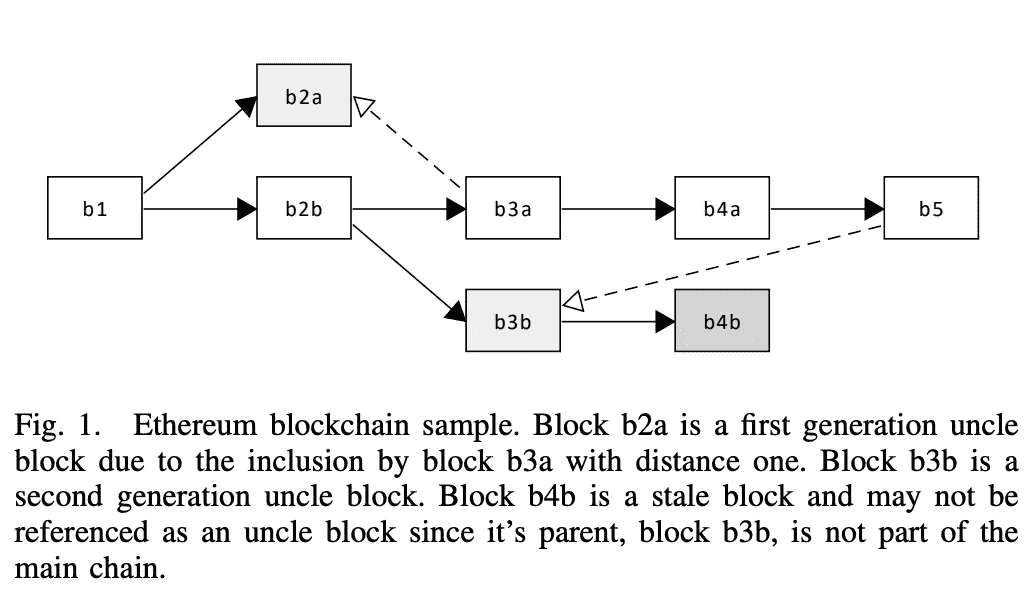 b2a
b1
b2b
b3a
b4a
b5
b3b
b4b
Fig. 1. Ethereum blockchain sample. Block b2a is a first generation uncle
block due to the inclusion by block b3a with distance one. Block b3b is a
second generation uncle block. Block b4b is a stale block and may not be
referenced as an uncle block since it's parent, block b3b, is not part of the
main chain.